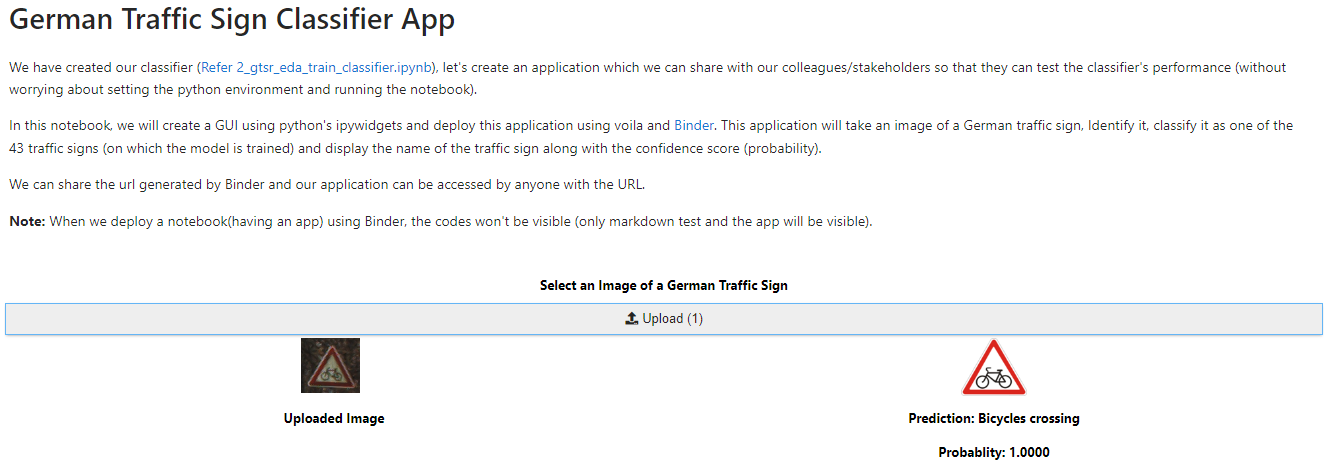 German Traffic Sign Classifier App
We have created our classifier (Refer 2_gtsr_eda_train_classifier.ipynb), let's create an application which we can share with our colleagues/stakeholders so that they can test the classifier's performance (without
worrying about setting the python environment and running the notebook).
In this notebook, we will create a GUI using python's ipywidgets and deploy this application using voila and Binder. This application will take an image of a German traffic sign, Identify it, classify it as one of the
43 traffic signs (on which the model is trained) and display the name of the traffic sign along with the confidence score (probability).
We can share the url generated by Binder and our application can be accessed by anyone with the URL.
Note: When we deploy a notebook(having an app) using Binder, the codes won't be visible (only markdown test and the app will be visible).
Select an Image of a German Traffic Sign
Upload (1)
Uploaded Image
Prediction: Bicycles crossing
Probablity: 1.0000